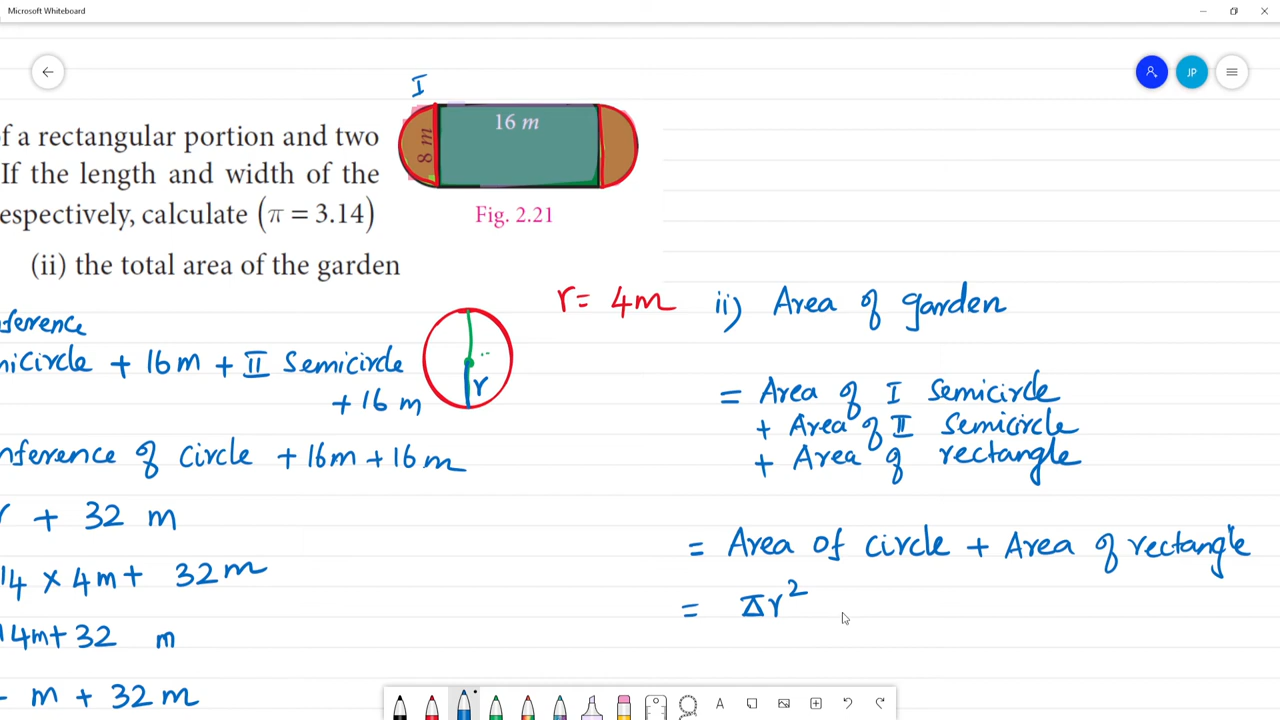 Microsoft Whiteboard
JP
I
16 m
8 m
f a rectangular portion and two
If the length and width of the
espectively, calculate (π = 3.14)
Fig. 2.21
(ii) the total area of the garden
ference
nicircle + 16m + II Semicircle
+ 16 m
r
nference of circle + 16m + 16m
r + 32 m
14 × 4m + 32m
14m + 32 m
m + 32 m
r = 4m
ii) Area of garden
= Area of I semicircle
+ Area of II Semicircle
+ Area of rectangle
= Area of circle + Area of rectangle
= πr²
A